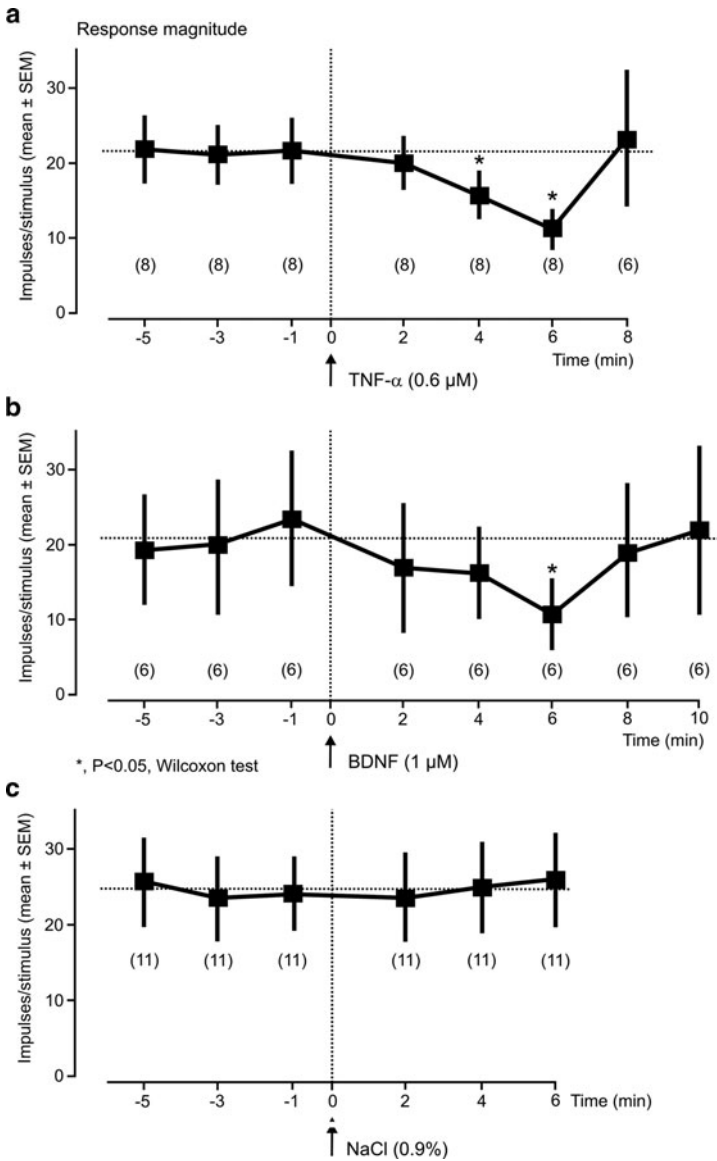 a
Response magnitude
Impulses/stimulus (mean ± SEM)
30
20
10
0
* *
(8) (8) (8) (8) (8) (8) (6)
-5 -3 -1 0 2 4 6 8
Time (min)
TNF-α (0.6 µM)
b
Impulses/stimulus (mean ± SEM)
30
20
10
0
*
(6) (6) (6) (6) (6) (6) (6) (6)
-5 -3 -1 0 2 4 6 8 10
Time (min)
*, P<0.05, Wilcoxon test
BDNF (1 µM)
c
Impulses/stimulus (mean ± SEM)
30
20
10
0
(11) (11) (11) (11) (11) (11)
-5 -3 -1 0 2 4 6 Time (min)
NaCl (0.9%)